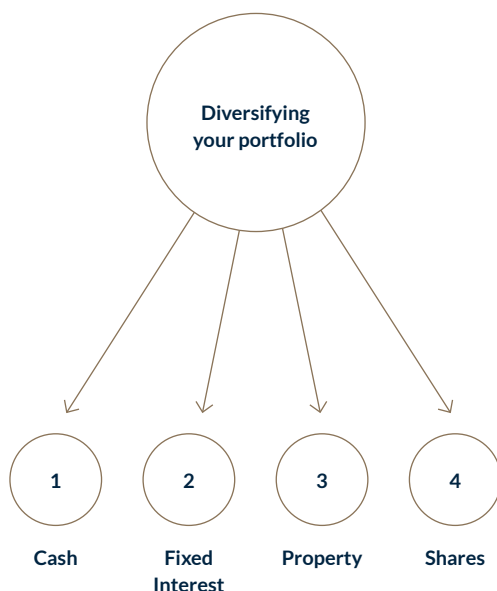 Diversifying
your portfolio
1
2
3
4
Cash
Fixed
Interest
Property
Shares